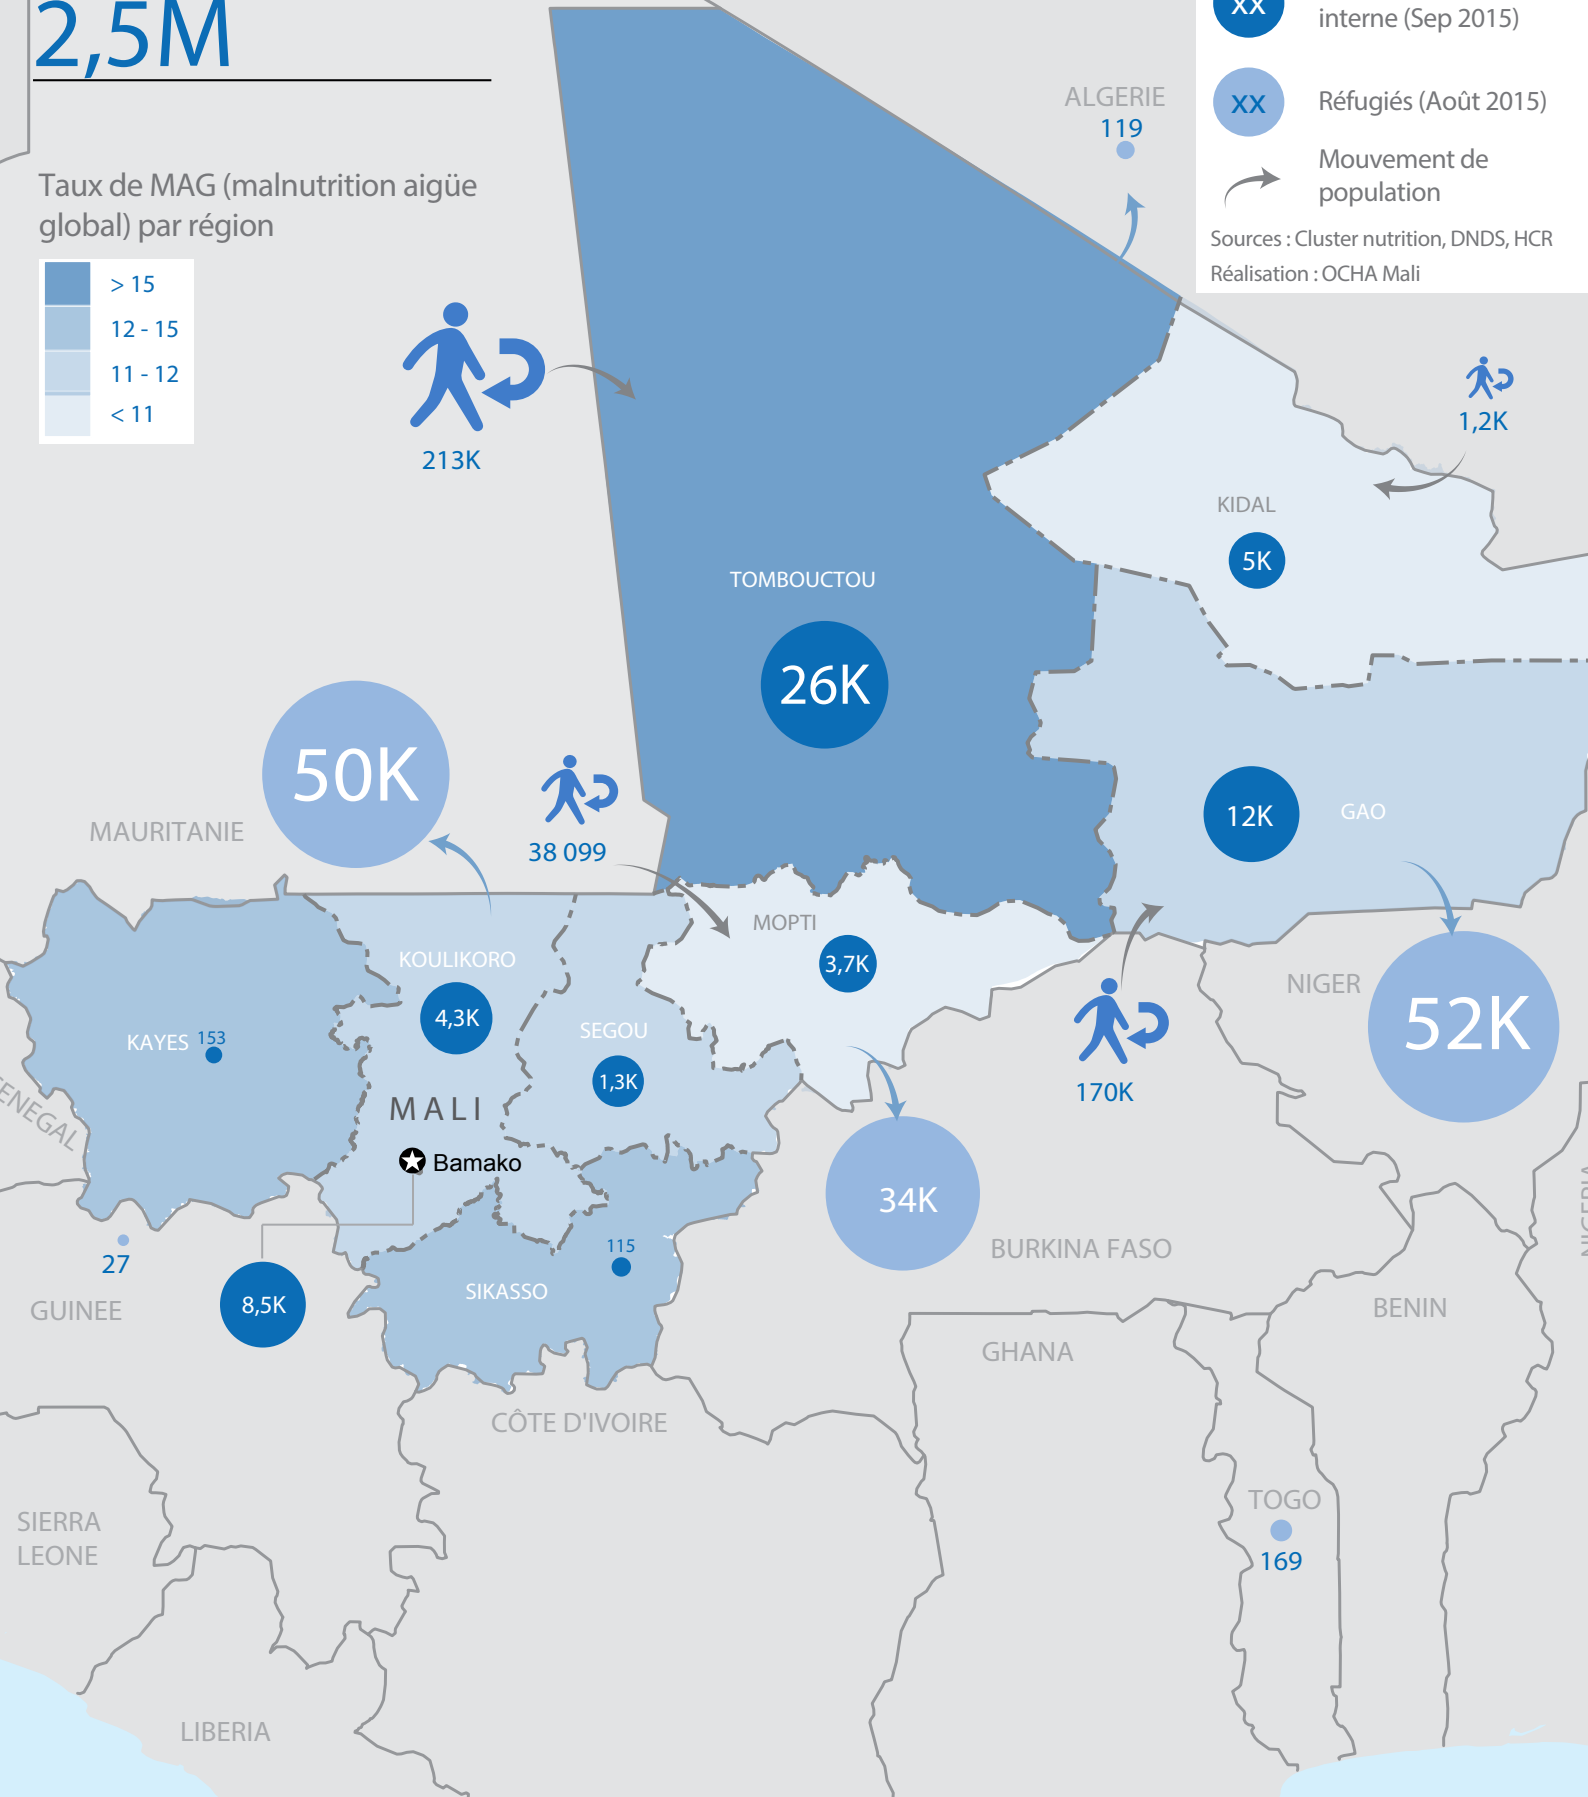 2,5M
xx
interne (Sep 2015)
xx
Réfugiés (Août 2015)
Mouvement de
population
Sources : Cluster nutrition, DNDS, HCR
Réalisation : OCHA Mali
Taux de MAG (malnutrition aigüe
global) par région
> 15
12 - 15
11 - 12
< 11
ALGERIE
119
213K
1,2K
KIDAL
5K
TOMBOUCTOU
26K
50K
MAURITANIE
38 099
12K
GAO
MOPTI
3,7K
KOULIKORO
4,3K
SEGOU
1,3K
KAYES
153
NIGER
52K
170K
MALI
Bamako
ENEGAL
34K
27
GUINEE
8,5K
115
SIKASSO
BURKINA FASO
BENIN
NIGERIA
GHANA
CÔTE D'IVOIRE
TOGO
169
SIERRA
LEONE
LIBERIA